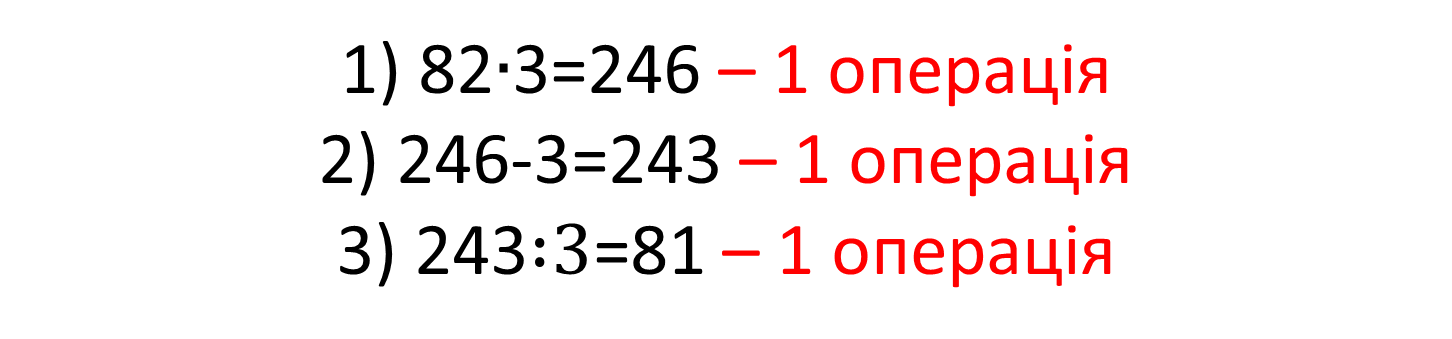 1) 82·3=246 – 1 операція
2) 246-3=243 – 1 операція
3) 243:3=81 – 1 операція